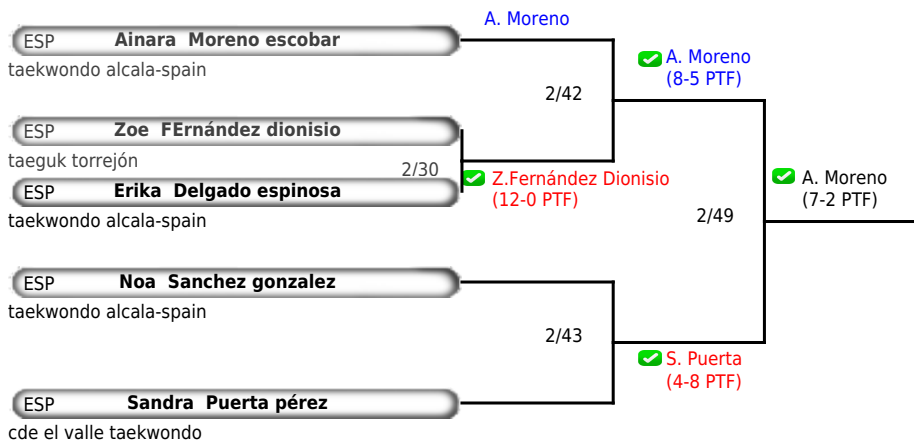 A. Moreno
ESP Ainara Moreno escobar
taekwondo alcala-spain
A. Moreno
(8-5 PTF)
2/42
ESP Zoe FErnández dionisio
taeguk torrejón
2/30
Z.Fernández Dionisio
(12-0 PTF)
ESP Erika Delgado espinosa
taekwondo alcala-spain
A. Moreno
(7-2 PTF)
2/49
ESP Noa Sanchez gonzalez
taekwondo alcala-spain
2/43
S. Puerta
(4-8 PTF)
ESP Sandra Puerta pérez
cde el valle taekwondo